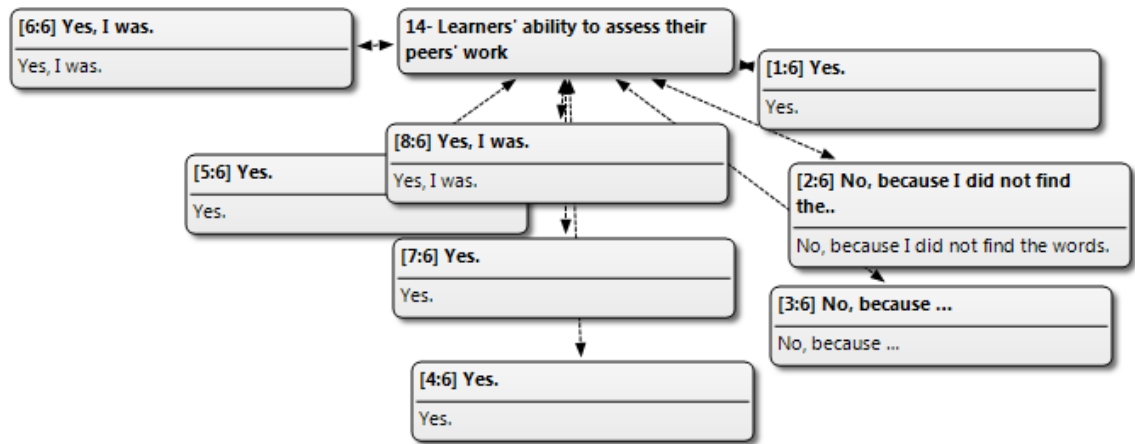 [6:6] Yes, I was.
Yes, I was.
14- Learners' ability to assess their
peers' work
[1:6] Yes.
Yes.
[8:6] Yes, I was.
Yes, I was.
[5:6] Yes.
Yes.
[2:6] No, because I did not find
the..
No, because I did not find the words.
[7:6] Yes.
Yes.
[3:6] No, because ...
No, because ...
[4:6] Yes.
Yes.